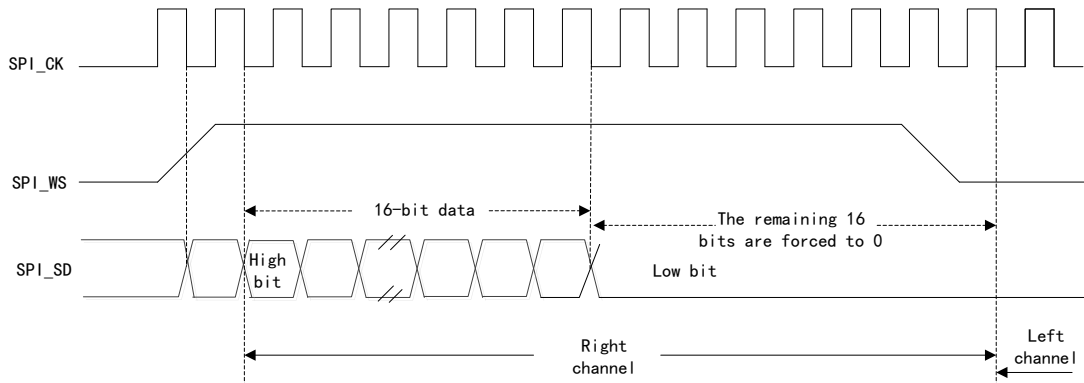 SPI_CK
SPI_WS
16-bit data
The remaining 16
bits are forced to 0
SPI_SD
High
bit
Low bit
Right
channel
Left
channel